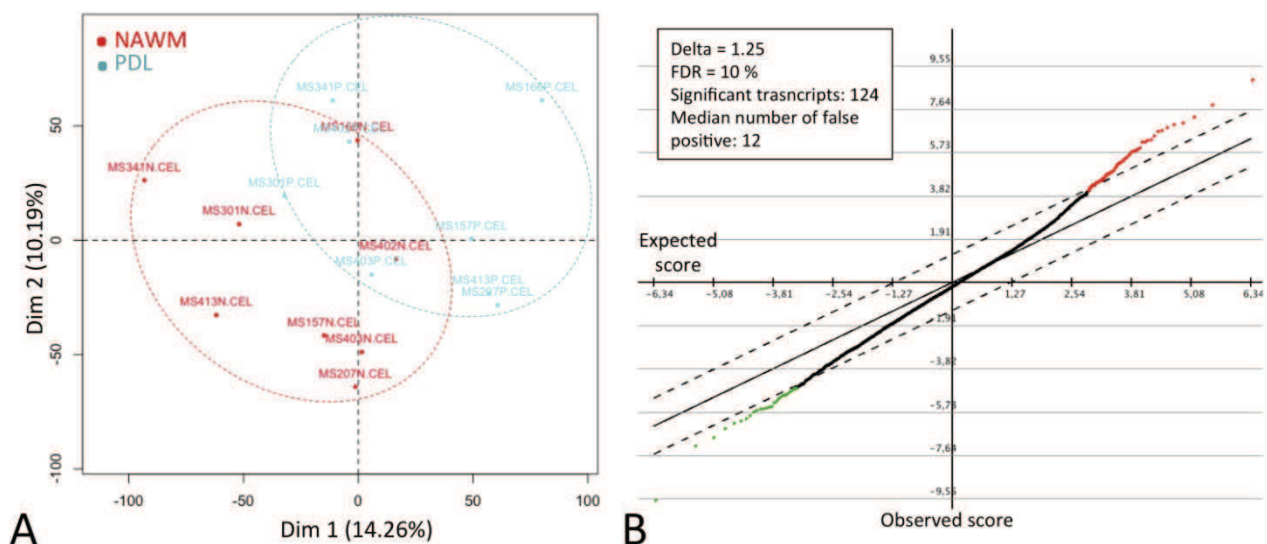 NAWM
PDL
MS341P.CEL
MS166P.CEL
MS166N.CEL
MS341N.CEL
MS301P.CEL
MS301N.CEL
MS157P.CEL
MS402N.CEL
MS403P.CEL
MS413P.CEL
MS207P.CEL
MS413N.CEL
MS157N.CEL
MS403N.CEL
MS207N.CEL
50
0
-50
-100
-100
-50
0
50
100
Dim 2 (10.19%)
Dim 1 (14.26%)
A
Delta = 1.25
FDR = 10 %
Significant trasncripts: 124
Median number of false
positive: 12
9,55
7,64
5,73
3,82
1,91
Expected
score
-6,34
-5,08
-3,81
-2,54
-1,27
1,27
2,54
3,81
5,08
6,34
-1,91
-3,82
-5,73
-7,64
-9,55
Observed score
B